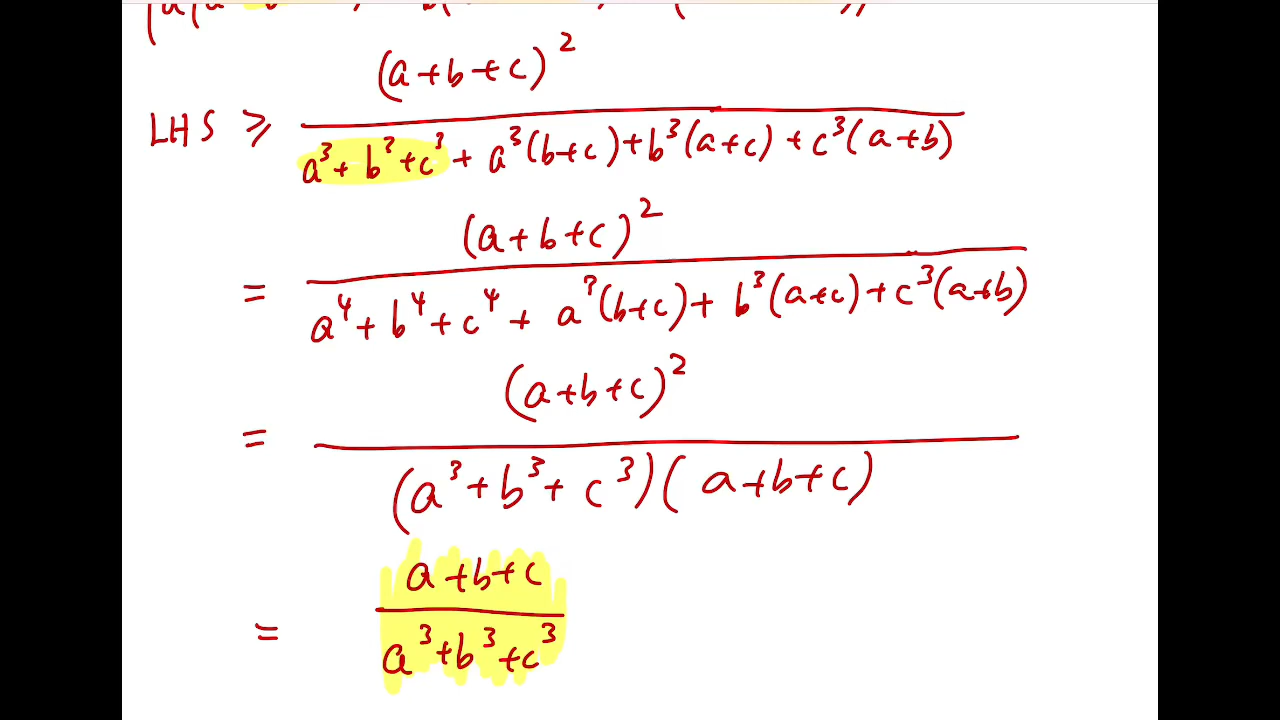 (a+b+c)²
LHS ≥ a³+b³+c³ + a³(b+c)+b³(a+c)+c³(a+b)
(a+b+c)²
= a⁴+b⁴+c⁴ + a³(b+c)+b³(a+c)+c³(a+b)
(a+b+c)²
= (a³+b³+c³)(a+b+c)
a+b+c
= a³+b³+c³